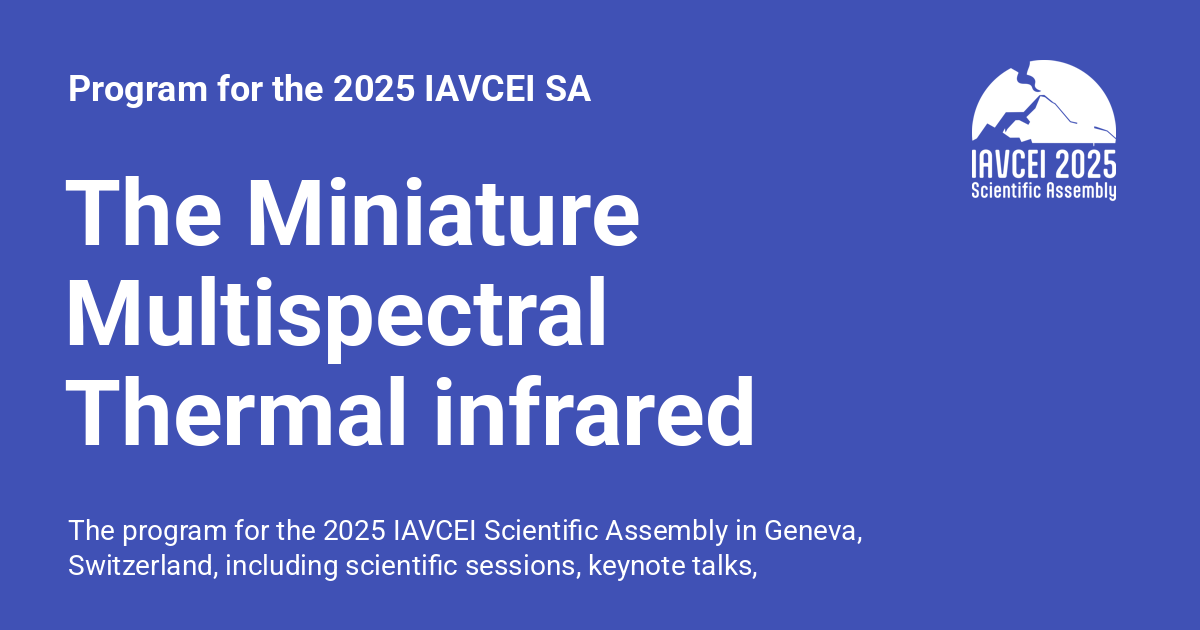 Program for the 2025 IAVCEI SA
IAVCEI 2025
Scientific Assembly
The Miniature
Multispectral
Thermal infrared
The program for the 2025 IAVCEI Scientific Assembly in Geneva,
Switzerland, including scientific sessions, keynote talks,